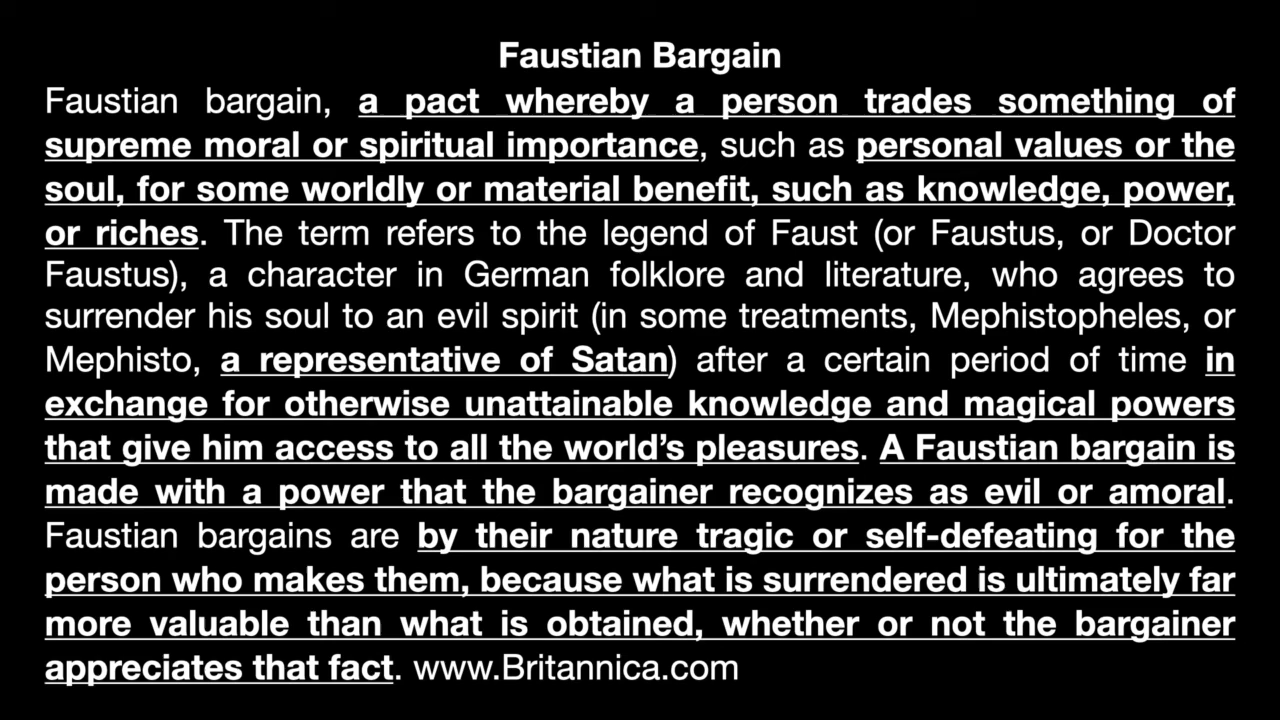 Faustian Bargain
Faustian bargain, a pact whereby a person trades something of
supreme moral or spiritual importance, such as personal values or the
soul, for some worldly or material benefit, such as knowledge, power,
or riches. The term refers to the legend of Faust (or Faustus, or Doctor
Faustus), a character in German folklore and literature, who agrees to
surrender his soul to an evil spirit (in some treatments, Mephistopheles, or
Mephisto, a representative of Satan) after a certain period of time in
exchange for otherwise unattainable knowledge and magical powers
that give him access to all the world’s pleasures. A Faustian bargain is
made with a power that the bargainer recognizes as evil or amoral.
Faustian bargains are by their nature tragic or self-defeating for the
person who makes them, because what is surrendered is ultimately far
more valuable than what is obtained, whether or not the bargainer
appreciates that fact. www.Britannica.com